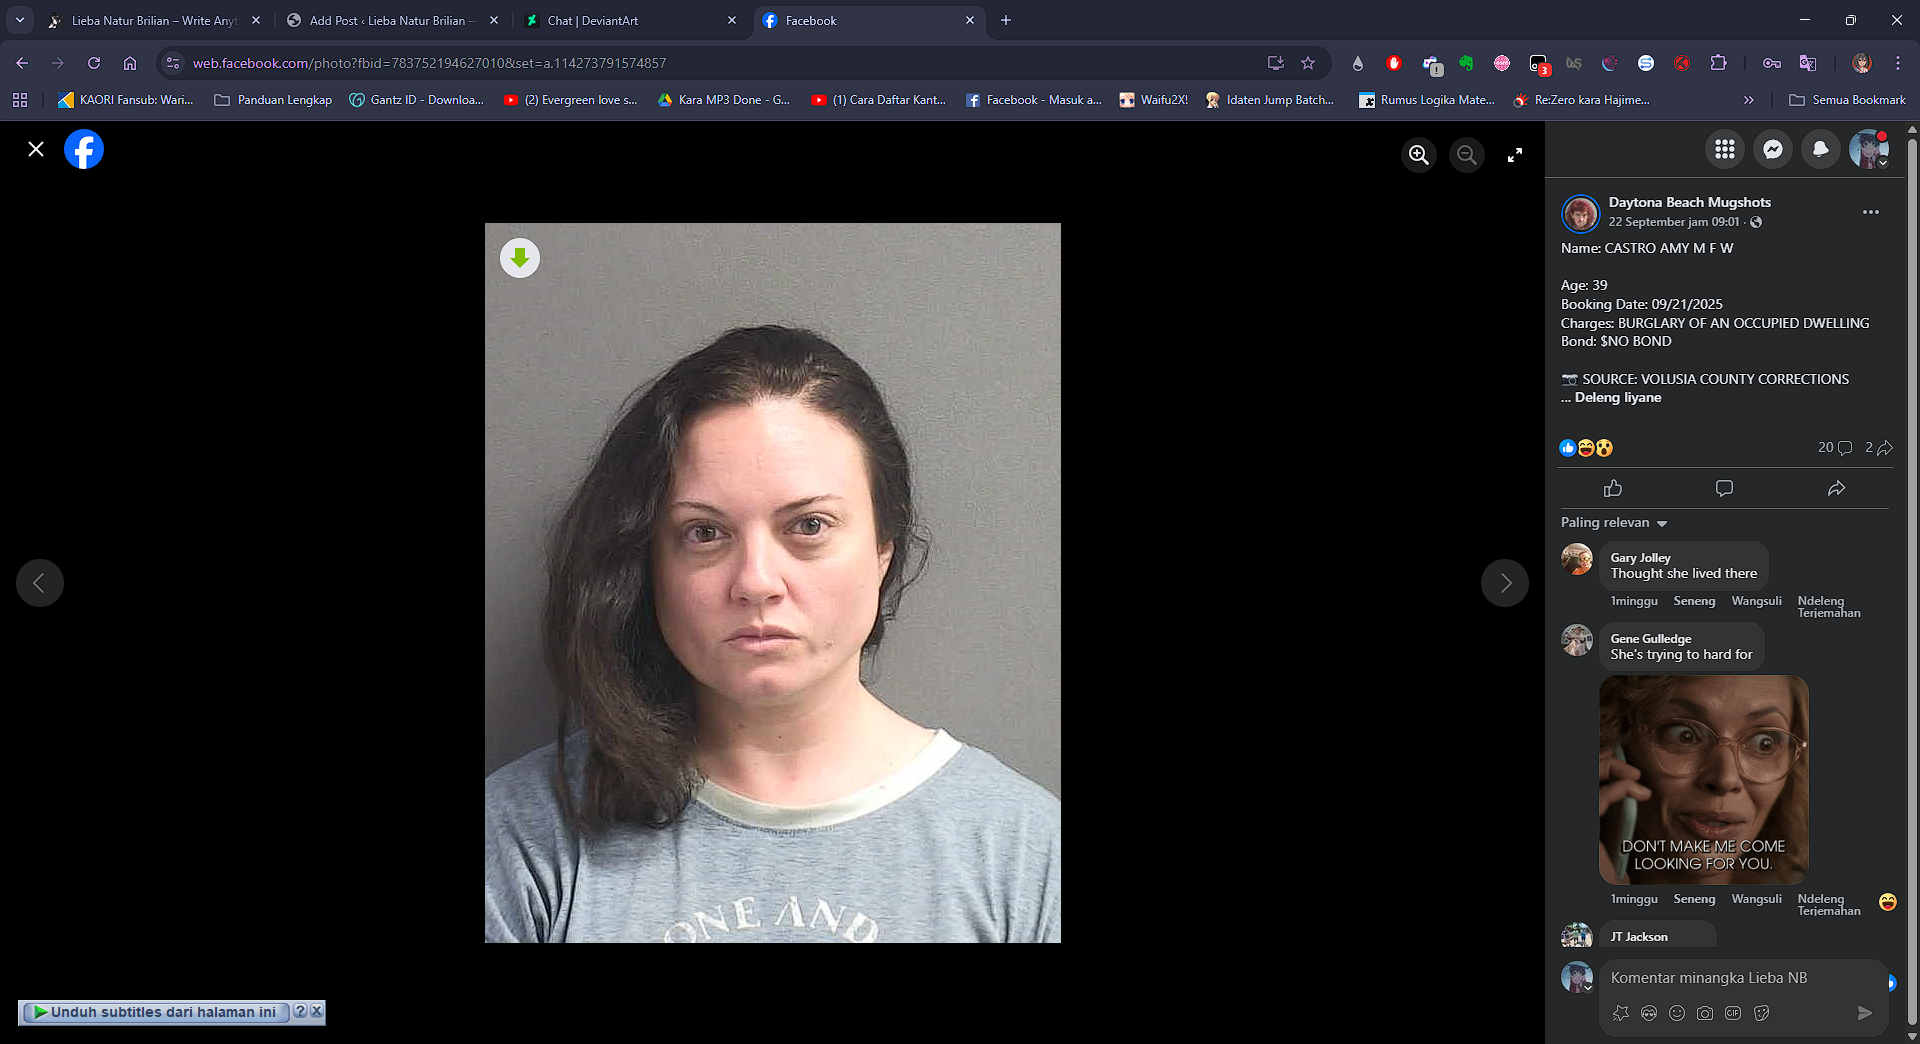 Lieba Natur Brilian – Write Anyt
Add Post ‹ Lieba Natur Brilian —
Chat | DeviantArt
Facebook
web.facebook.com/photo?fbid=783752194627010&set=a.114273791574857
3
KAORI Fansub: Wari...
Panduan Lengkap
Gantz ID - Downloa...
(2) Evergreen love s...
Kara MP3 Done - G...
(1) Cara Daftar Kant...
Facebook - Masuk a...
Waifu2X!
Idaten Jump Batch...
Rumus Logika Mate...
Re:Zero kara Hajime...
Semua Bookmark
Daytona Beach Mugshots
22 September jam 09:01 ·
Name: CASTRO AMY M F W
Age: 39
Booking Date: 09/21/2025
Charges: BURGLARY OF AN OCCUPIED DWELLING
Bond: $NO BOND
SOURCE: VOLUSIA COUNTY CORRECTIONS
... Deleng liyane
20 2
Paling relevan
Gary Jolley
Thought she lived there
1minggu Seneng Wangsuli Ndeleng Terjemahan
Gene Gulledge
She's trying to hard for
DON'T MAKE ME COME
LOOKING FOR YOU.
1minggu Seneng Wangsuli Ndeleng Terjemahan
JT Jackson
Komentar minangka Lieba NB
GIF
ONE AND
Unduh subtitles dari halaman ini ? X